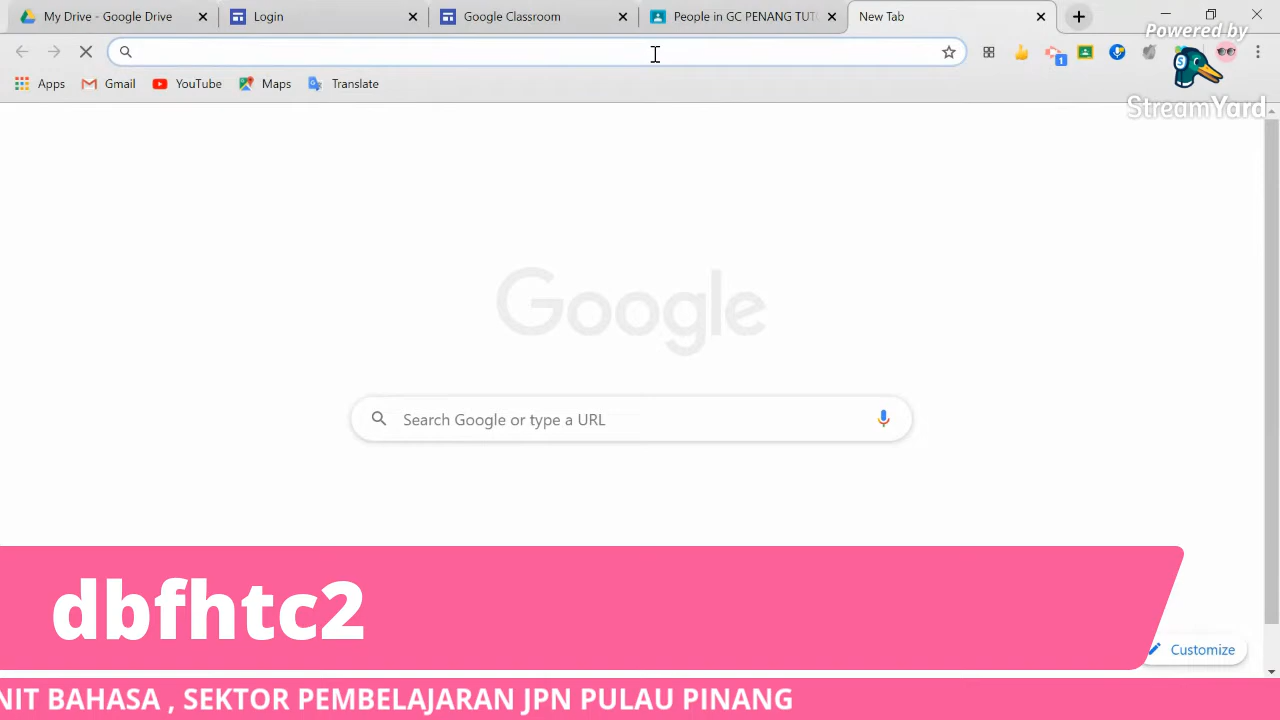 My Drive - Google Drive
Login
Google Classroom
People in GC PENANG TUT
New Tab
Powered by
StreamYard
1
Apps
Gmail
YouTube
Maps
Translate
Google
Search Google or type a URL
dbfhtc2
Customize
NIT BAHASA , SEKTOR PEMBELAJARAN JPN PULAU PINANG